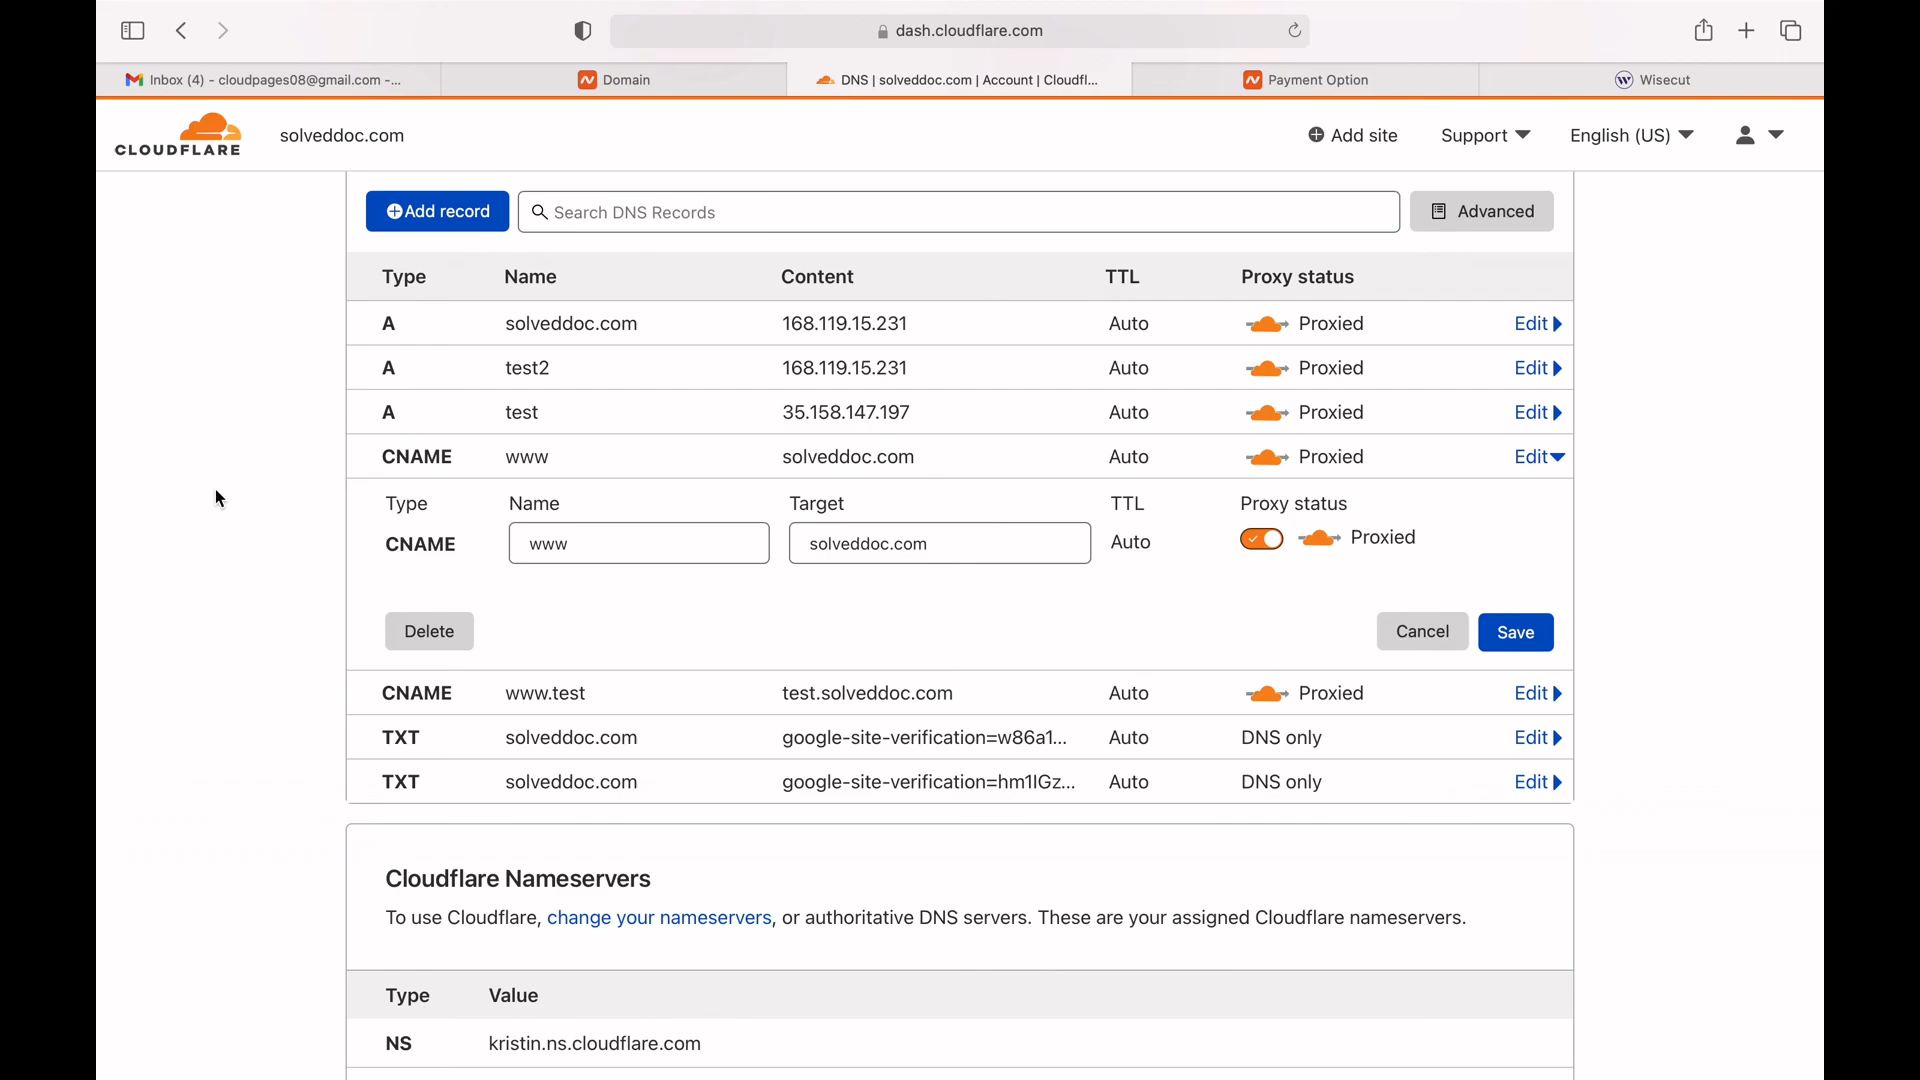 dash.cloudflare.com
Inbox (4) - cloudpages08@gmail.com -...
Domain
DNS | solveddoc.com | Account | Cloudfl...
Payment Option
Wisecut
CLOUDFLARE
solveddoc.com
Add site
Support
English (US)
Add record
Search DNS Records
Advanced
Type Name Content TTL Proxy status
A solveddoc.com 168.119.15.231 Auto Proxied Edit
A test2 168.119.15.231 Auto Proxied Edit
A test 35.158.147.197 Auto Proxied Edit
CNAME www solveddoc.com Auto Proxied Edit
Type Name Target TTL Proxy status
CNAME www solveddoc.com Auto Proxied
Delete Cancel Save
CNAME www.test test.solveddoc.com Auto Proxied Edit
TXT solveddoc.com google-site-verification=w86a1... Auto DNS only Edit
TXT solveddoc.com google-site-verification=hm1IGz... Auto DNS only Edit
Cloudflare Nameservers
To use Cloudflare, change your nameservers, or authoritative DNS servers. These are your assigned Cloudflare nameservers.
Type Value
NS kristin.ns.cloudflare.com